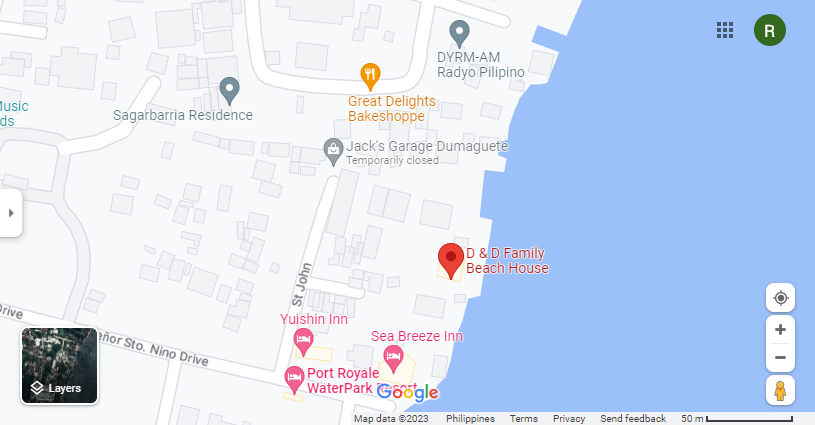 DYRM-AM
Radyo Pilipino
R
Great Delights
Bakeshoppe
Music
ds
Sagarbarria Residence
Jack's Garage Dumaguete
Temporarily closed
D & D Family
Beach House
St John
Drive
Yuishin Inn
Sea Breeze Inn
eñor Sto. Nino Drive
Port Royale
WaterPark Resort
Layers
Google
Map data ©2023 Philippines Terms Privacy Send feedback 50 m